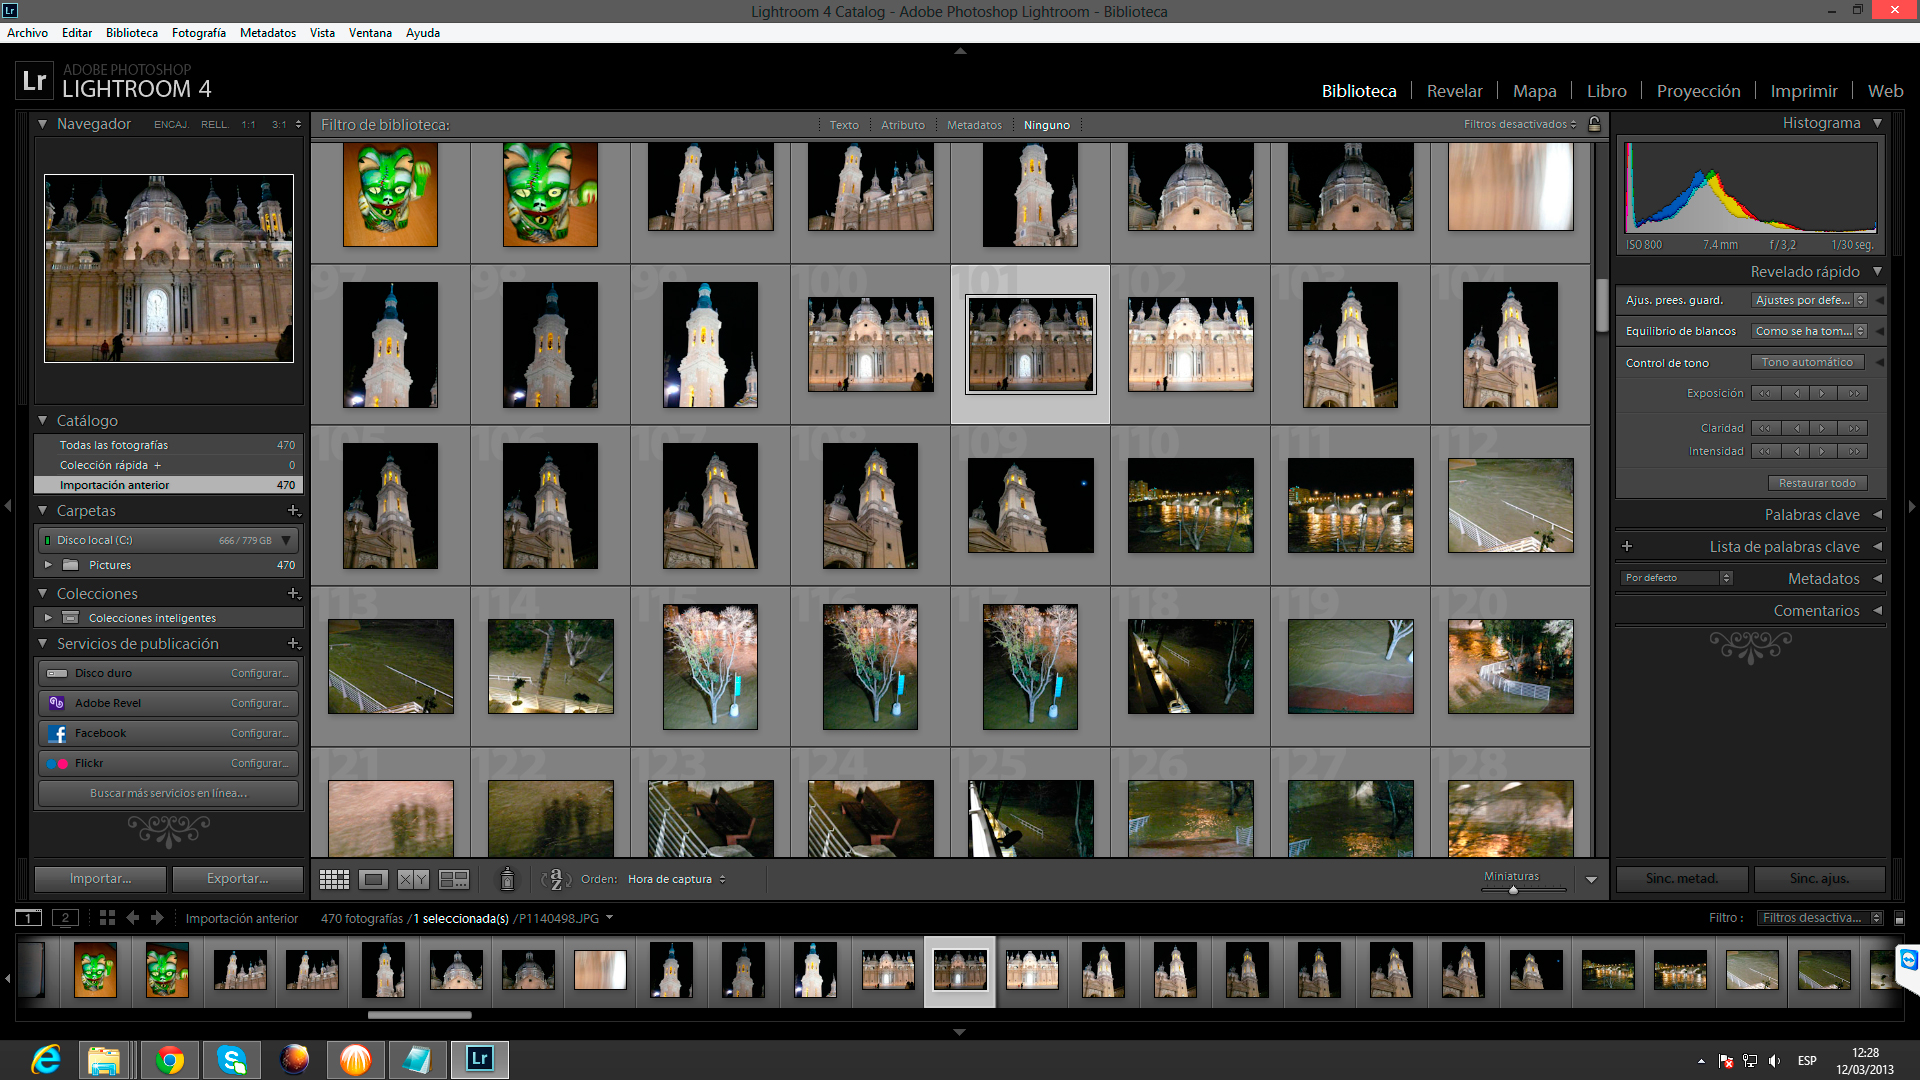 Lr
Lightroom 4 Catalog - Adobe Photoshop Lightroom - Biblioteca
Archivo Editar Biblioteca Fotografía Metadatos Vista Ventana Ayuda
Lr
ADOBE PHOTOSHOP
LIGHTROOM 4
Biblioteca Revelar Mapa Libro Proyección Imprimir Web
Navegador ENCAJ. RELL. 1:1 3:1
Catálogo
Todas las fotografías 470
Colección rápida + 0
Importación anterior 470
Carpetas
Disco local (C:) 666 / 779 GB
Pictures 470
Colecciones
Colecciones inteligentes
Servicios de publicación
Disco duro Configurar...
Adobe Revel Configurar...
Facebook Configurar...
Flickr Configurar...
Buscar más servicios en línea...
Importar... Exportar...
Filtro de biblioteca: Texto Atributo Metadatos Ninguno Filtros desactivados
97 98 99 100 101 102 103 104
105 106 107 108 109 110 111 112
113 114 115 116 117 118 119 120
121 122 123 124 125 126 127 128
XY Orden: Hora de captura Miniaturas
Histograma
ISO 800 7.4 mm f / 3,2 1/30 seg.
Revelado rápido
Ajus. prees. guard. Ajustes por defe...
Equilibrio de blancos Como se ha tom...
Control de tono Tono automático
Exposición
Claridad
Intensidad
Restaurar todo
Palabras clave
Lista de palabras clave
Por defecto Metadatos
Comentarios
Sinc. metad. Sinc. ajus.
1 2 Importación anterior 470 fotografías / 1 seleccionada(s) / P1140498.JPG Filtro : Filtros desactiva...
Lr
ESP
12:28
12/03/2013